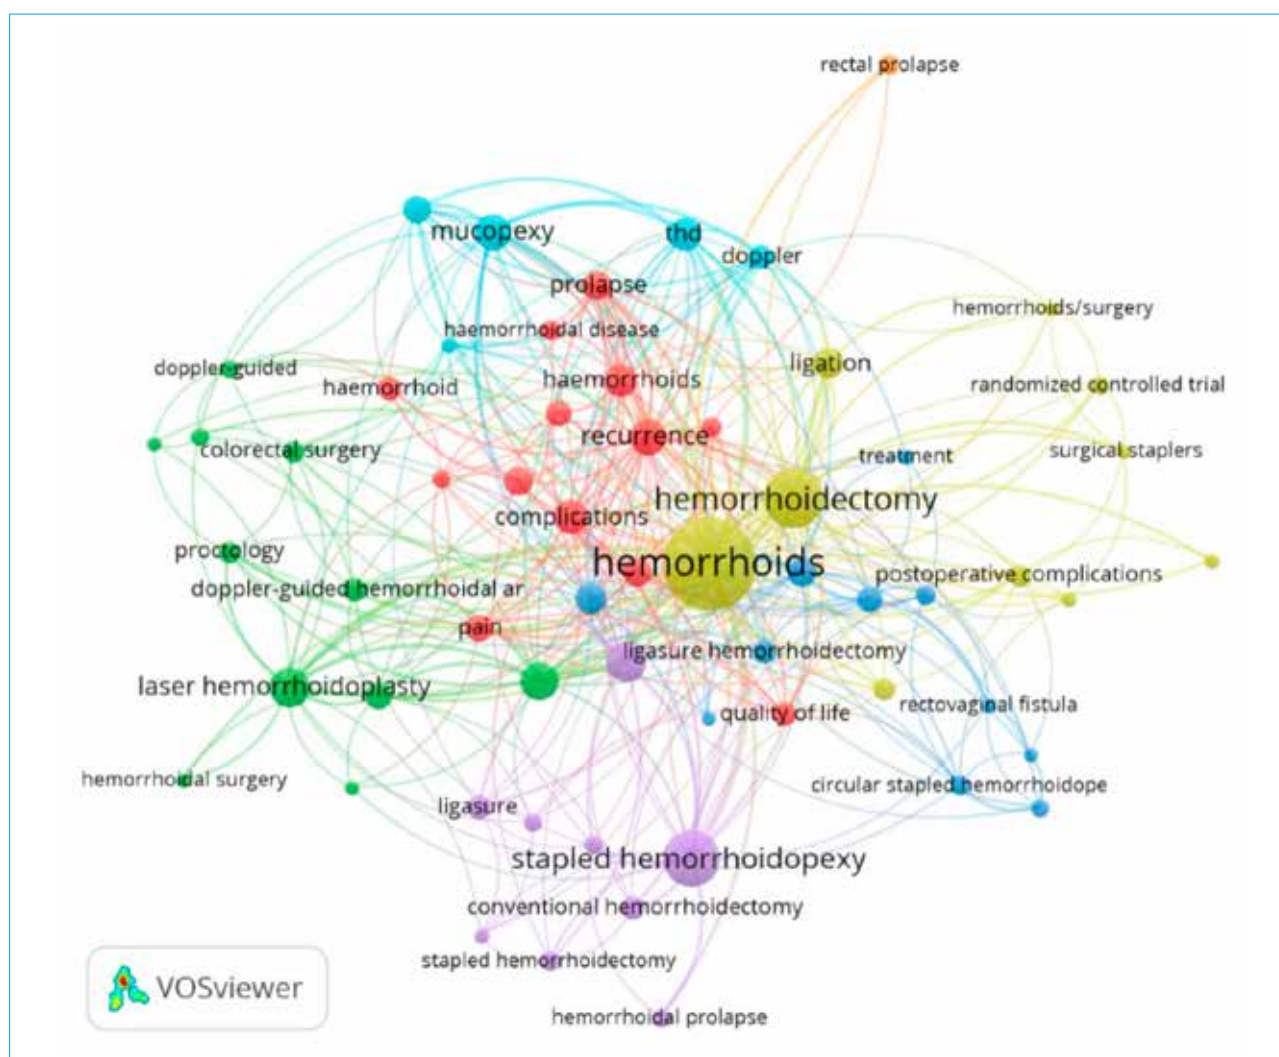 rectal prolapse
mucopexy
thd
doppler
prolapse
hemorrhoids/surgery
haemorrhoidal disease
ligation
doppler-guided
haemorrhoid
haemorrhoids
randomized controlled trial
recurrence
colorectal surgery
treatment
surgical staplers
hemorrhoidectomy
complications
proctology
hemorrhoids
postoperative complications
doppler-guided hemorrhoidal ar
pain
ligasure hemorrhoidectomy
laser hemorrhoidoplasty
quality of life
rectovaginal fistula
hemorrhoidal surgery
circular stapled hemorrhoidope
ligasure
stapled hemorrhoidopexy
conventional hemorrhoidectomy
stapled hemorrhoidectomy
VOSviewer
hemorrhoidal prolapse